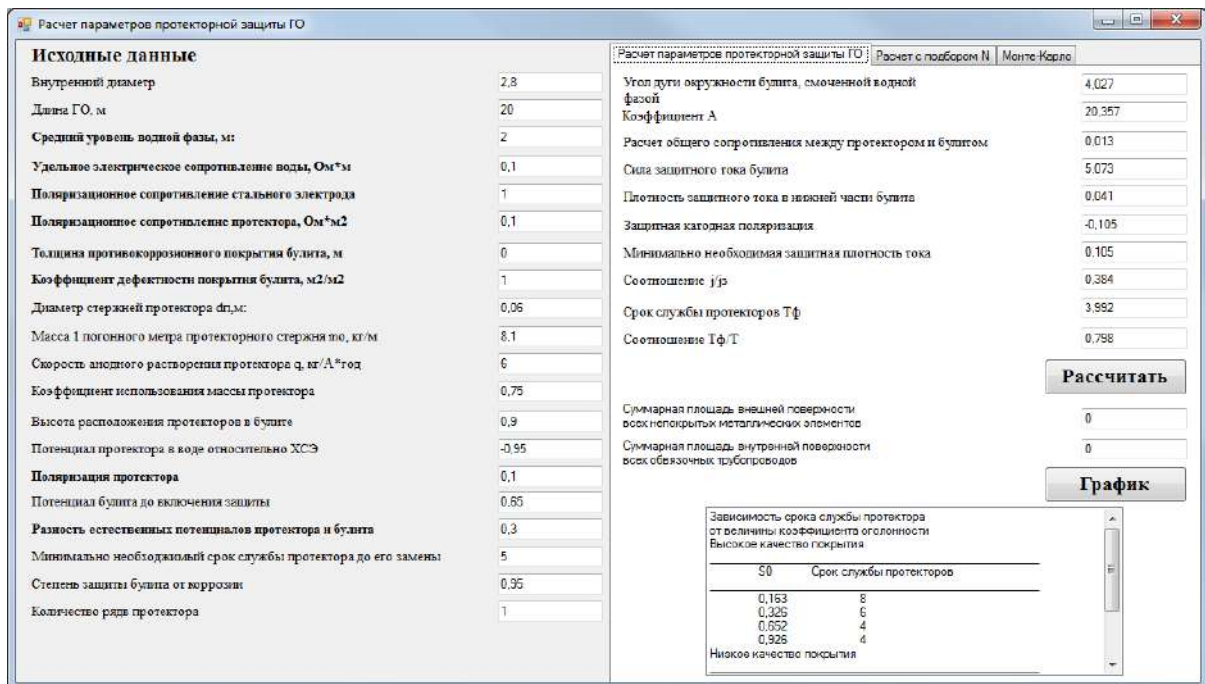 Расчет параметров протекторной защиты ГО
Исходные данные
Внутренний диаметр 2,8
Длина ГО, м 20
Средний уровень водной фазы, м: 2
Удельное электрическое сопротивление воды, Ом*м 0,1
Поляризационное сопротивление стального электрода 1
Поляризационное сопротивление протектора, Ом*м2 0,1
Толщина противокоррозионного покрытия булита, м 0
Коэффициент дефектности покрытия булита, м2/м2 1
Диаметр стержней протектора dп,м: 0,06
Масса 1 погонного метра протекторного стержня mo, кг/м 8.1
Скорость анодного растворения протектора q, кг/А*год 6
Коэффициент использования массы протектора 0,75
Высота расположения протекторов в булите 0,9
Потенциал протектора в воде относительно ХСЭ -0,95
Поляризация протектора 0,1
Потенциал булита до включения защиты 0.65
Разность естественных потенциалов протектора и булита 0,3
Минимально необходжимый срок службы протектора до его замены 5
Степень защиты булита от коррозии 0,95
Количество рядв протектора 1
Расчет параметров протекторной защиты ГО Расчет с подбором N Монте-Карло
Угол дуги окружности булита, смоченной водной
фазой 4,027
Коэффициент А 20,357
Расчет общего сопротивления между протектором и булитом 0,013
Сила защитного тока булита 5,073
Плотность защитного тока в нижней части булита 0,041
Защитная катодная поляризация -0,105
Минимально необходимая защитная плотность тока 0,105
Соотношение j/jз 0,384
Срок службы протекторов Тф 3,992
Соотношение Тф/Т 0,798
Рассчитать
Суммарная площадь внешней поверхности
всех непокрытых металлических элементов 0
Суммарная площадь внутренней поверхности
всех обвязочных трубопроводов 0
График
Зависимость срока службы протектора
от величины коэффициента оголонности
Высокое качество покрытия
S0 Срок службы протекторов
0,163 8
0,326 6
0.652 4
0,926 4
Низкое качество покрытия